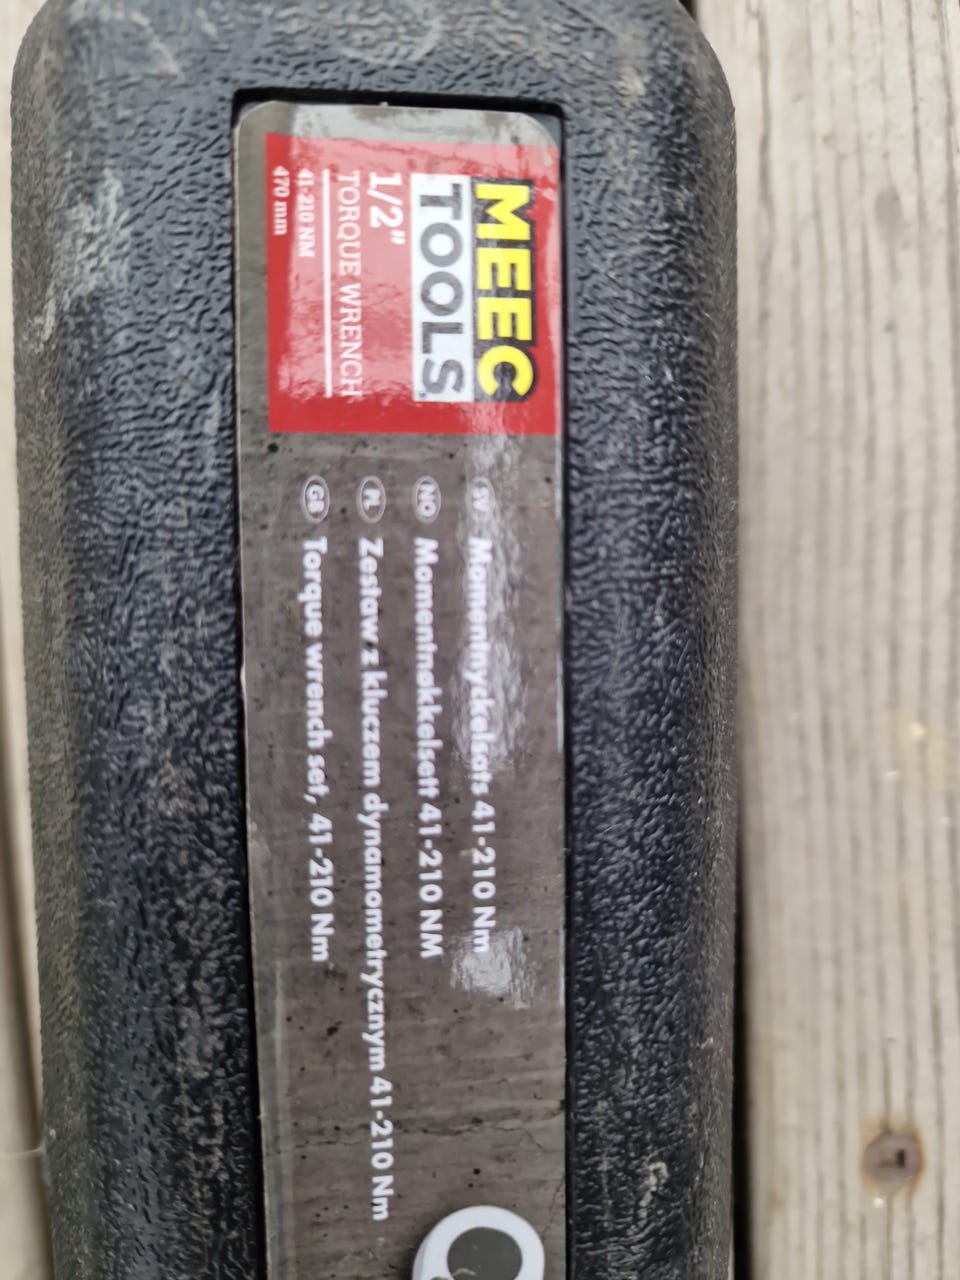 MEEC
TOOLS
1/2"
TORQUE WRENCH
41-210 NM
470 mm
SV Momentnyckelsats 41-210 Nm
NO Momentnøkkelsett 41-210 NM
PL Zestaw z kluczem dynamometrycznym 41-210 Nm
GB Torque wrench set, 41-210 Nm